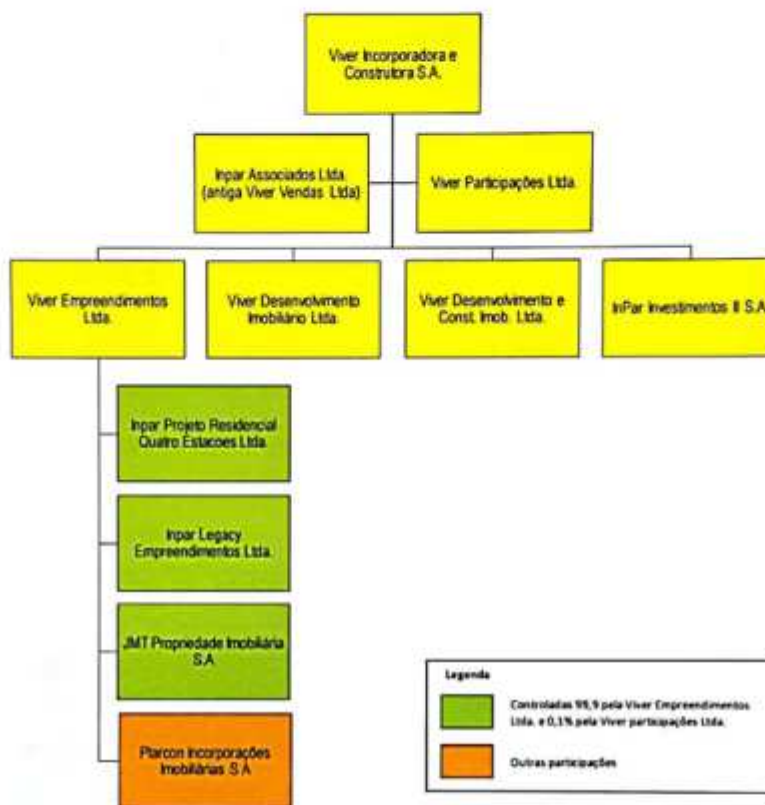 Viver Incorporadora e
Construtora S.A.
Inpar Associados Ltda.
(antiga Viver Vendas Ltda)
Viver Participações Ltda.
Viver Empreendimentos
Ltda.
Viver Desenvolvimento
Imobiliário Ltda.
Viver Desenvolvimento e
Const. Imob. Ltda.
InPar Investimentos II S.A
Inpar Projeto Residencial
Quatro Estacoes Ltda.
Inpar Legacy
Empreendimentos Ltda.
JMT Propriedade Imobiliária
S.A
Plarcon Incorporações
Imobiliárias S A
Legenda
Controladas 99,9 pela Viver Empreendimentos
Ltda. e 0,1% pela Viver participações Ltda.
Outras participações